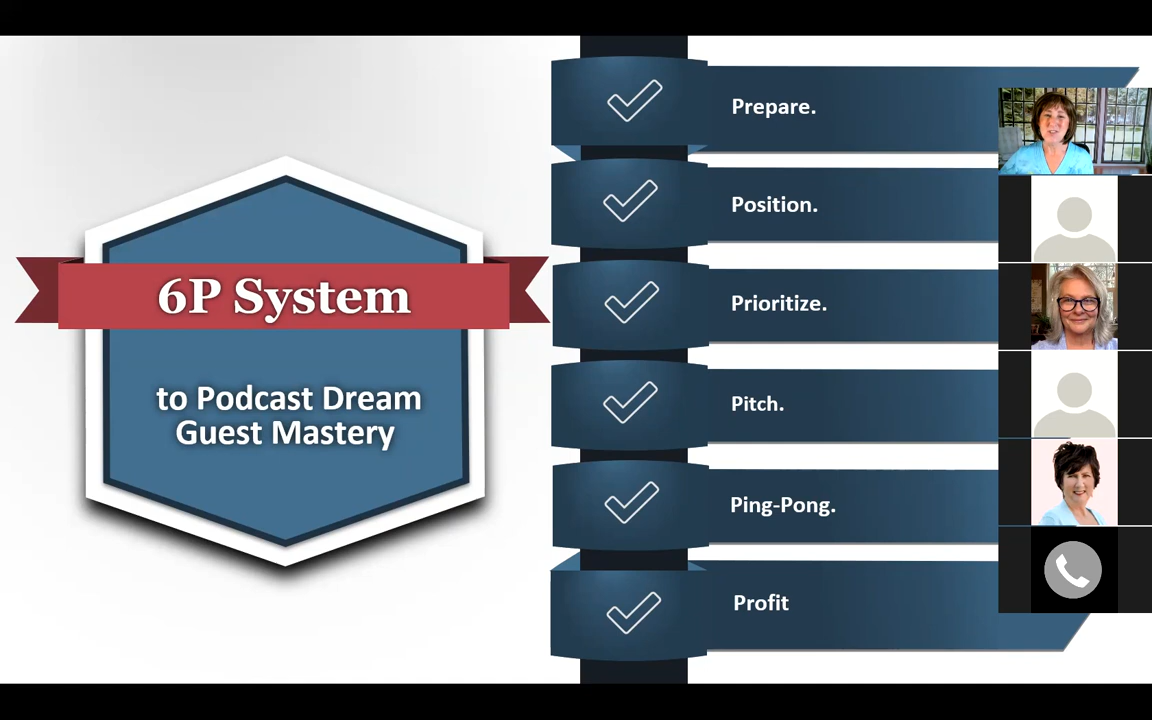 6P System
to Podcast Dream
Guest Mastery
Prepare.
Position.
Prioritize.
Pitch.
Ping-Pong.
Profit